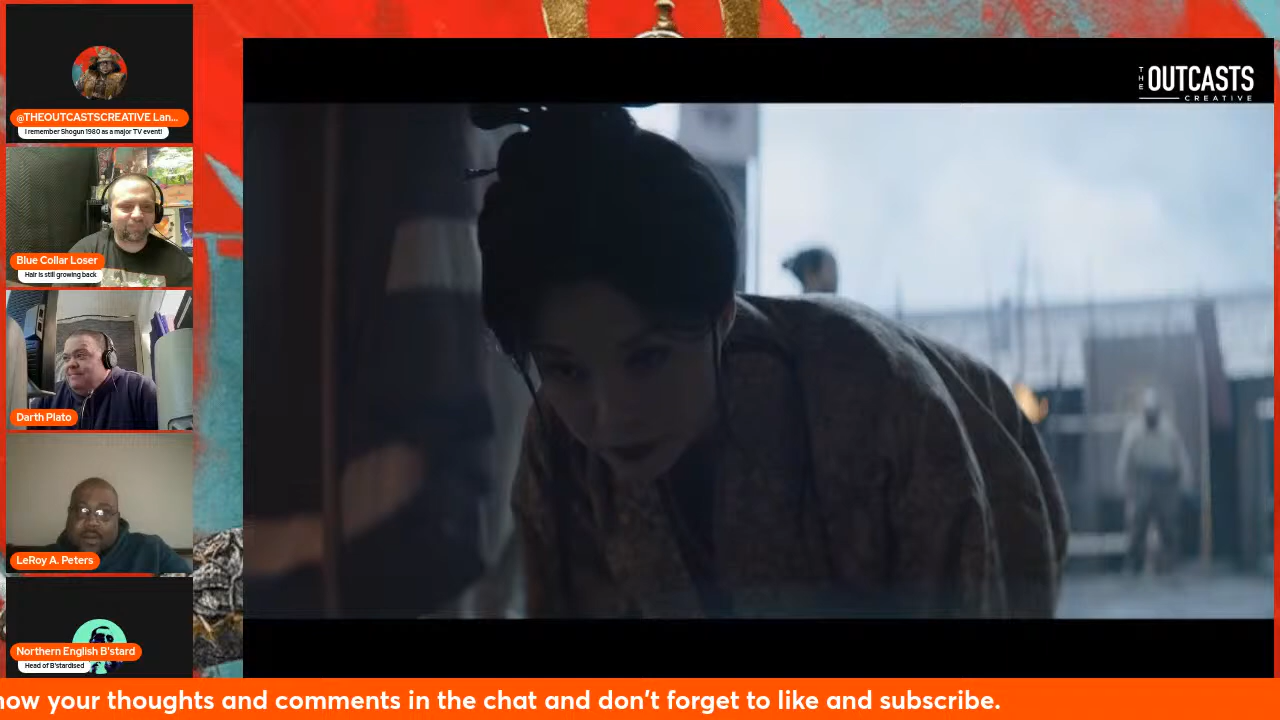 @THEOUTCASTSCREATIVE Lan...
I remember Shogun 1980 as a major TV event!
Blue Collar Loser
Hair is still growing back
Darth Plato
LeRoy A. Peters
Northern English B'stard
Head of B'stardised
THE OUTCASTS
CREATIVE
now your thoughts and comments in the chat and don't forget to like and subscribe.